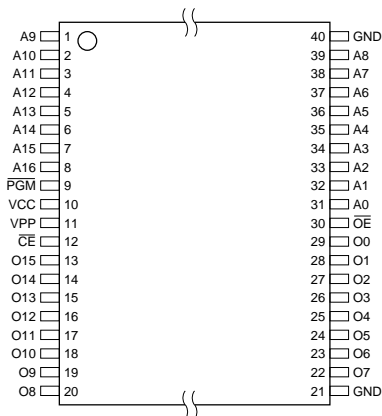 A9 1 40 GND
A10 2 39 A8
A11 3 38 A7
A12 4 37 A6
A13 5 36 A5
A14 6 35 A4
A15 7 34 A3
A16 8 33 A2
PGM 9 32 A1
VCC 10 31 A0
VPP 11 30 OE
CE 12 29 O0
O15 13 28 O1
O14 14 27 O2
O13 15 26 O3
O12 16 25 O4
O11 17 24 O5
O10 18 23 O6
O9 19 22 O7
O8 20 21 GND